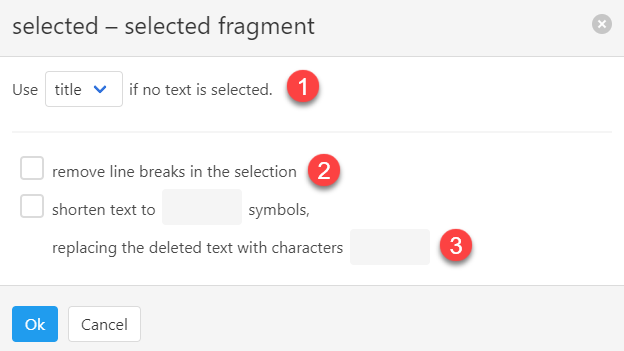 selected – selected fragment
Use title if no text is selected. 1
remove line breaks in the selection 2
shorten text to symbols,
replacing the deleted text with characters 3
Ok Cancel